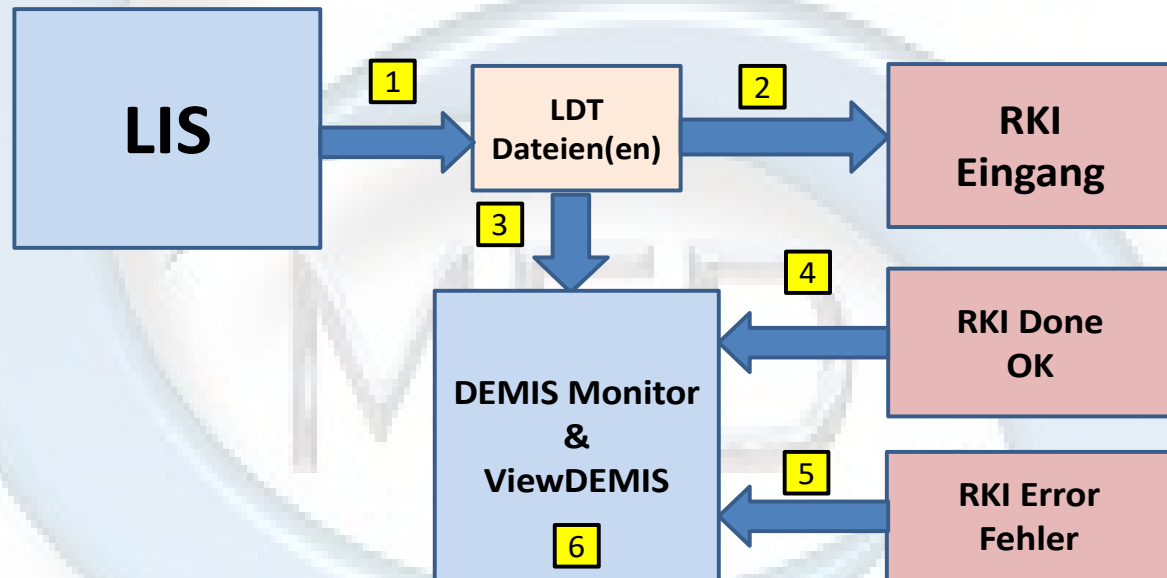 LIS
1
LDT
Dateien(en)
2
RKI
Eingang
3
4
RKI Done
OK
DEMIS Monitor
&
ViewDEMIS
6
5
RKI Error
Fehler